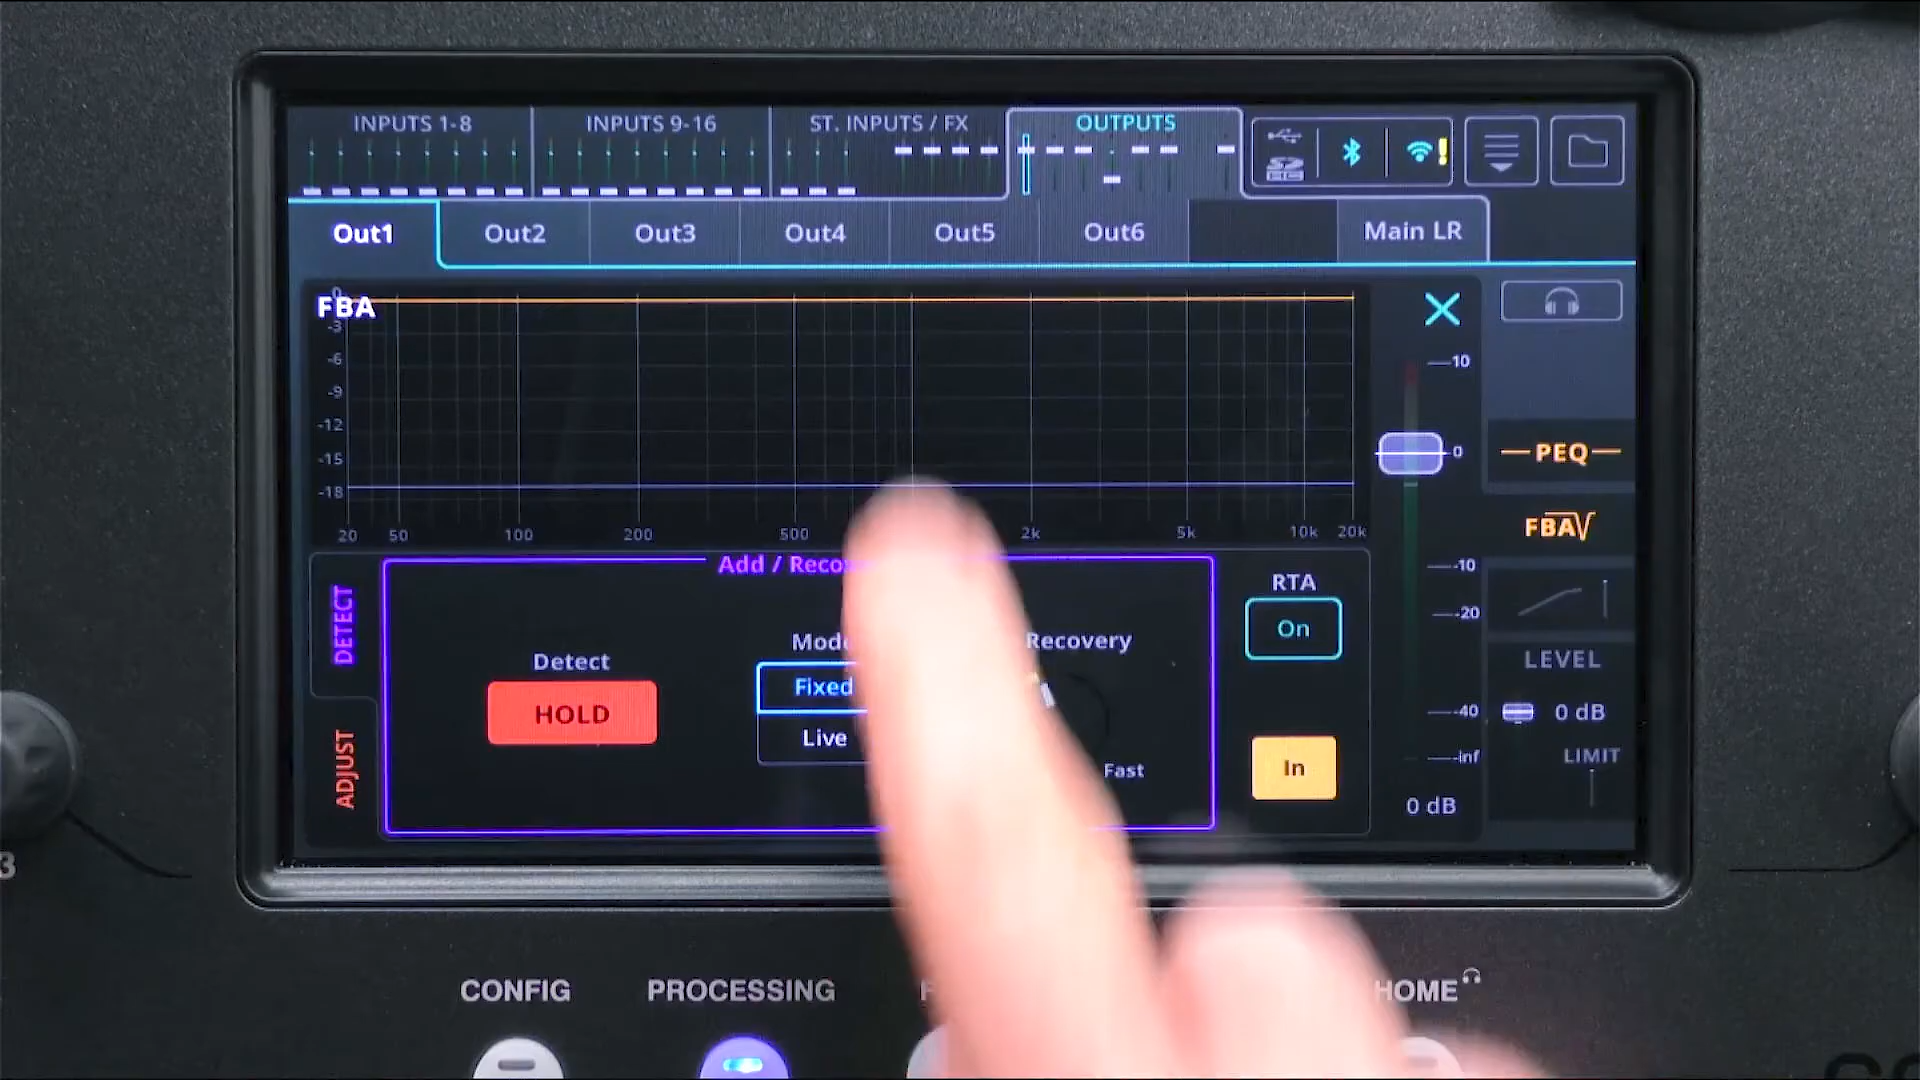 INPUTS 1-8
INPUTS 9-16
ST. INPUTS / FX
OUTPUTS
Out1
Out2
Out3
Out4
Out5
Out6
Main LR
FBA
0
-3
-6
-9
-12
-15
-18
20
50
100
200
500
2k
5k
10k
20k
10
0
-10
-20
-40
-inf
0 dB
PEQ
FBA
LEVEL
0 dB
LIMIT
DETECT
ADJUST
Add / Reco
Detect
HOLD
Mode
Fixed
Live
Recovery
Fast
RTA
On
In
3
CONFIG
PROCESSING
HOME